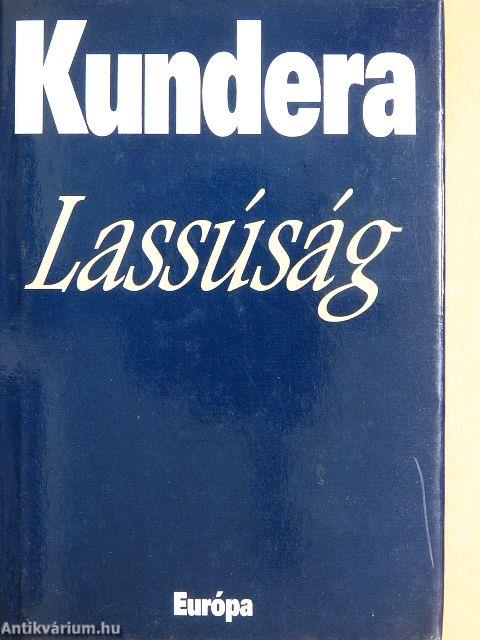 Kundera
Lassúság
Európa
Antikvárium.hu